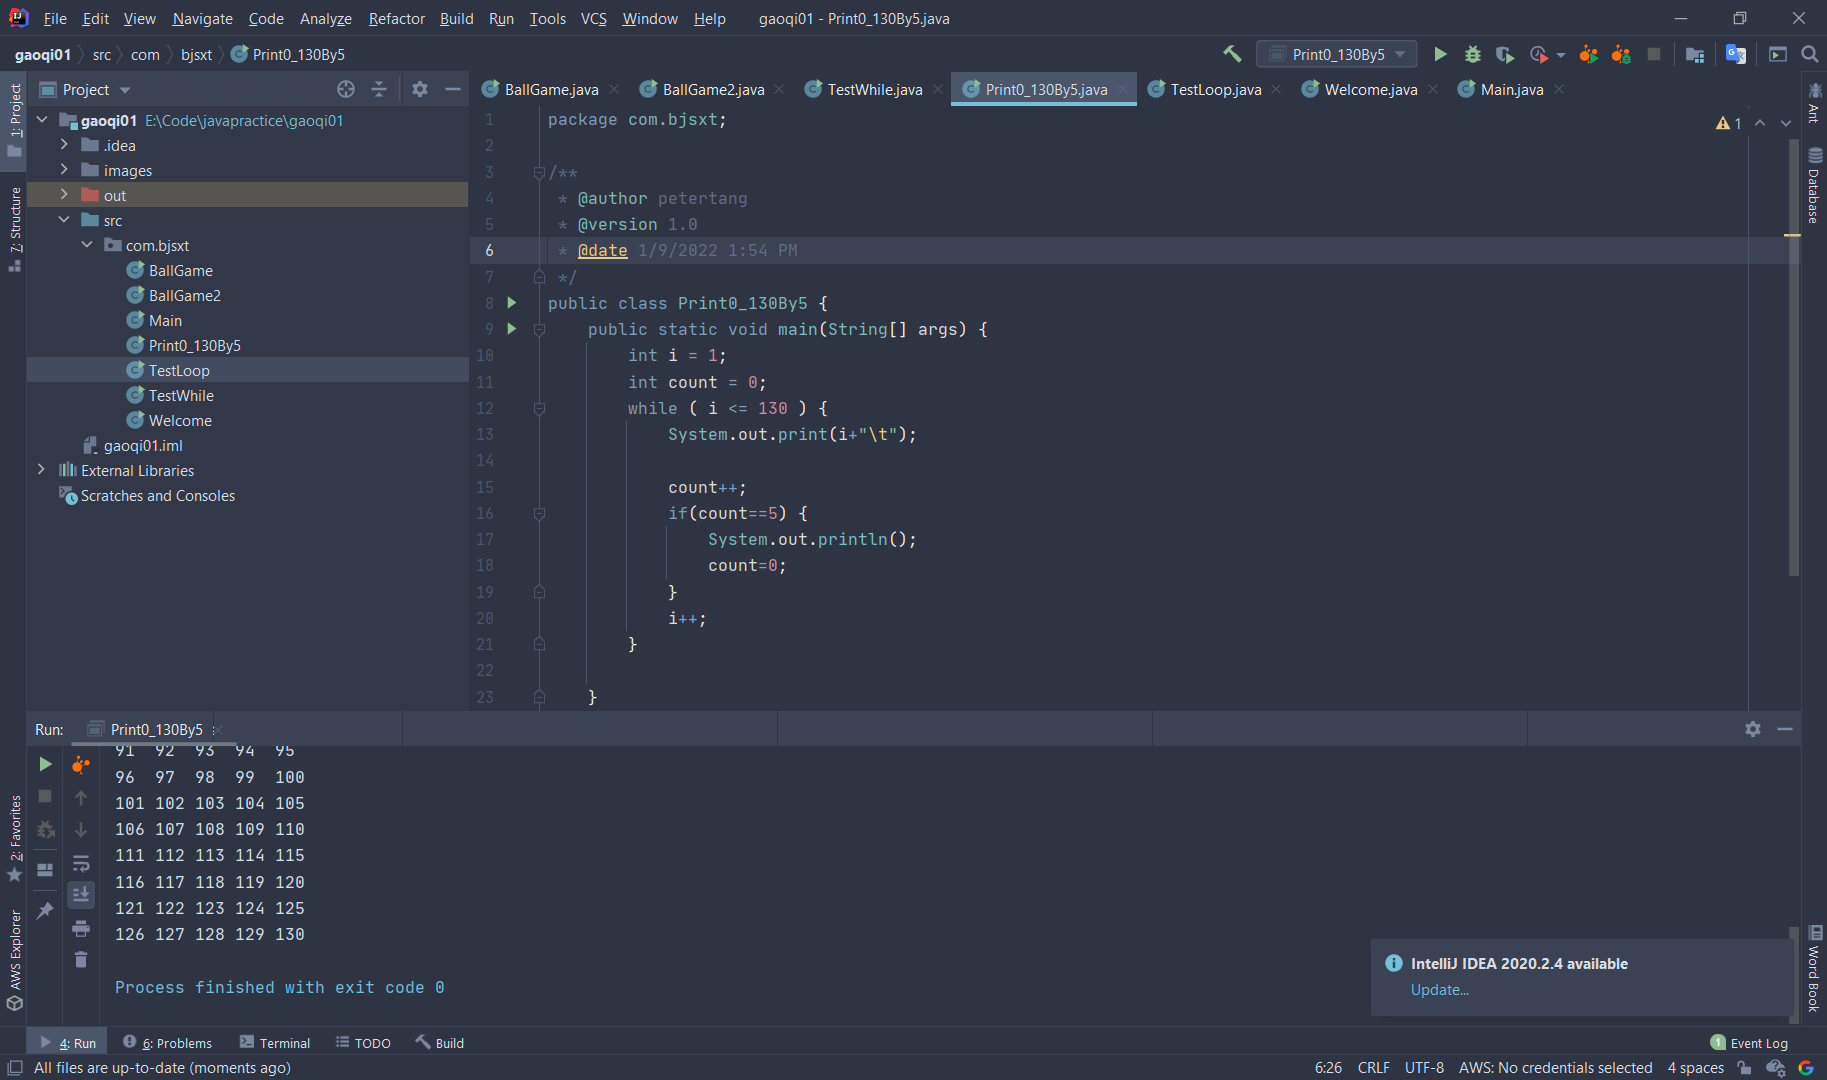 File Edit View Navigate Code Analyze Refactor Build Run Tools VCS Window Help gaoqi01 - Print0_130By5.java
gaoqi01 src com bjsxt Print0_130By5
Print0_130By5
Project
BallGame.java BallGame2.java TestWhile.java Print0_130By5.java TestLoop.java Welcome.java Main.java
gaoqi01 E:\Code\javapractice\gaoqi01
.idea
images
out
src
com.bjsxt
BallGame
BallGame2
Main
Print0_130By5
TestLoop
TestWhile
Welcome
gaoqi01.iml
External Libraries
Scratches and Consoles
1: Project
7: Structure
2: Favorites
AWS Explorer
1 package com.bjsxt;
2
3 /**
4 * @author petertang
5 * @version 1.0
6 * @date 1/9/2022 1:54 PM
7 */
8 public class Print0_130By5 {
9 public static void main(String[] args) {
10 int i = 1;
11 int count = 0;
12 while ( i <= 130 ) {
13 System.out.print(i+"\t");
14
15 count++;
16 if(count==5) {
17 System.out.println();
18 count=0;
19 }
20 i++;
21 }
22
23 }
1
Ant
Database
Word Book
Run: Print0_130By5
91 92 93 94 95
96 97 98 99 100
101 102 103 104 105
106 107 108 109 110
111 112 113 114 115
116 117 118 119 120
121 122 123 124 125
126 127 128 129 130
Process finished with exit code 0
IntelliJ IDEA 2020.2.4 available
Update...
4: Run 6: Problems Terminal TODO Build 1 Event Log
All files are up-to-date (moments ago) 6:26 CRLF UTF-8 AWS: No credentials selected 4 spaces